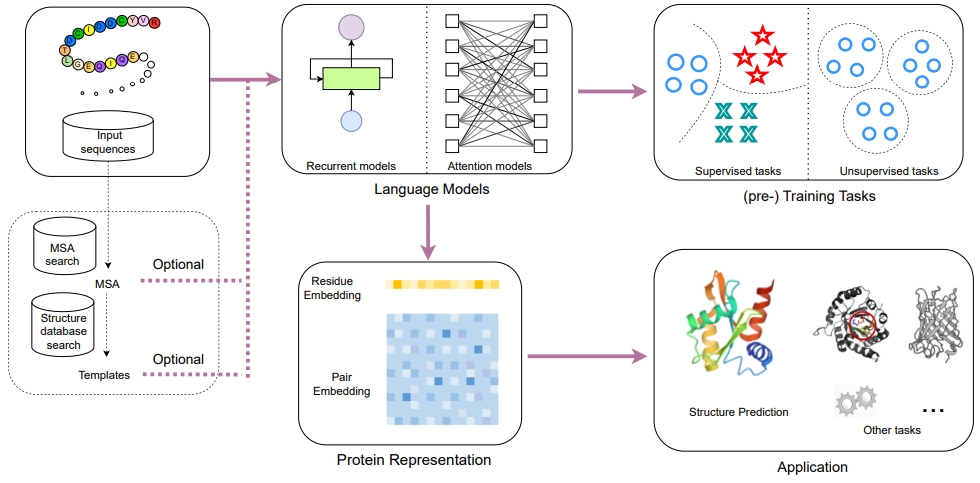 R V Y C D D D I C D T L G E Q I Q E
Input
sequences
MSA
search
MSA
Structure
database
search
Templates
Optional
Optional
Recurrent models
Attention models
Language Models
Supervised tasks
Unsupervised tasks
(pre-) Training Tasks
Residue
Embedding
Pair
Embedding
Protein Representation
Structure Prediction
Other tasks
...
Application